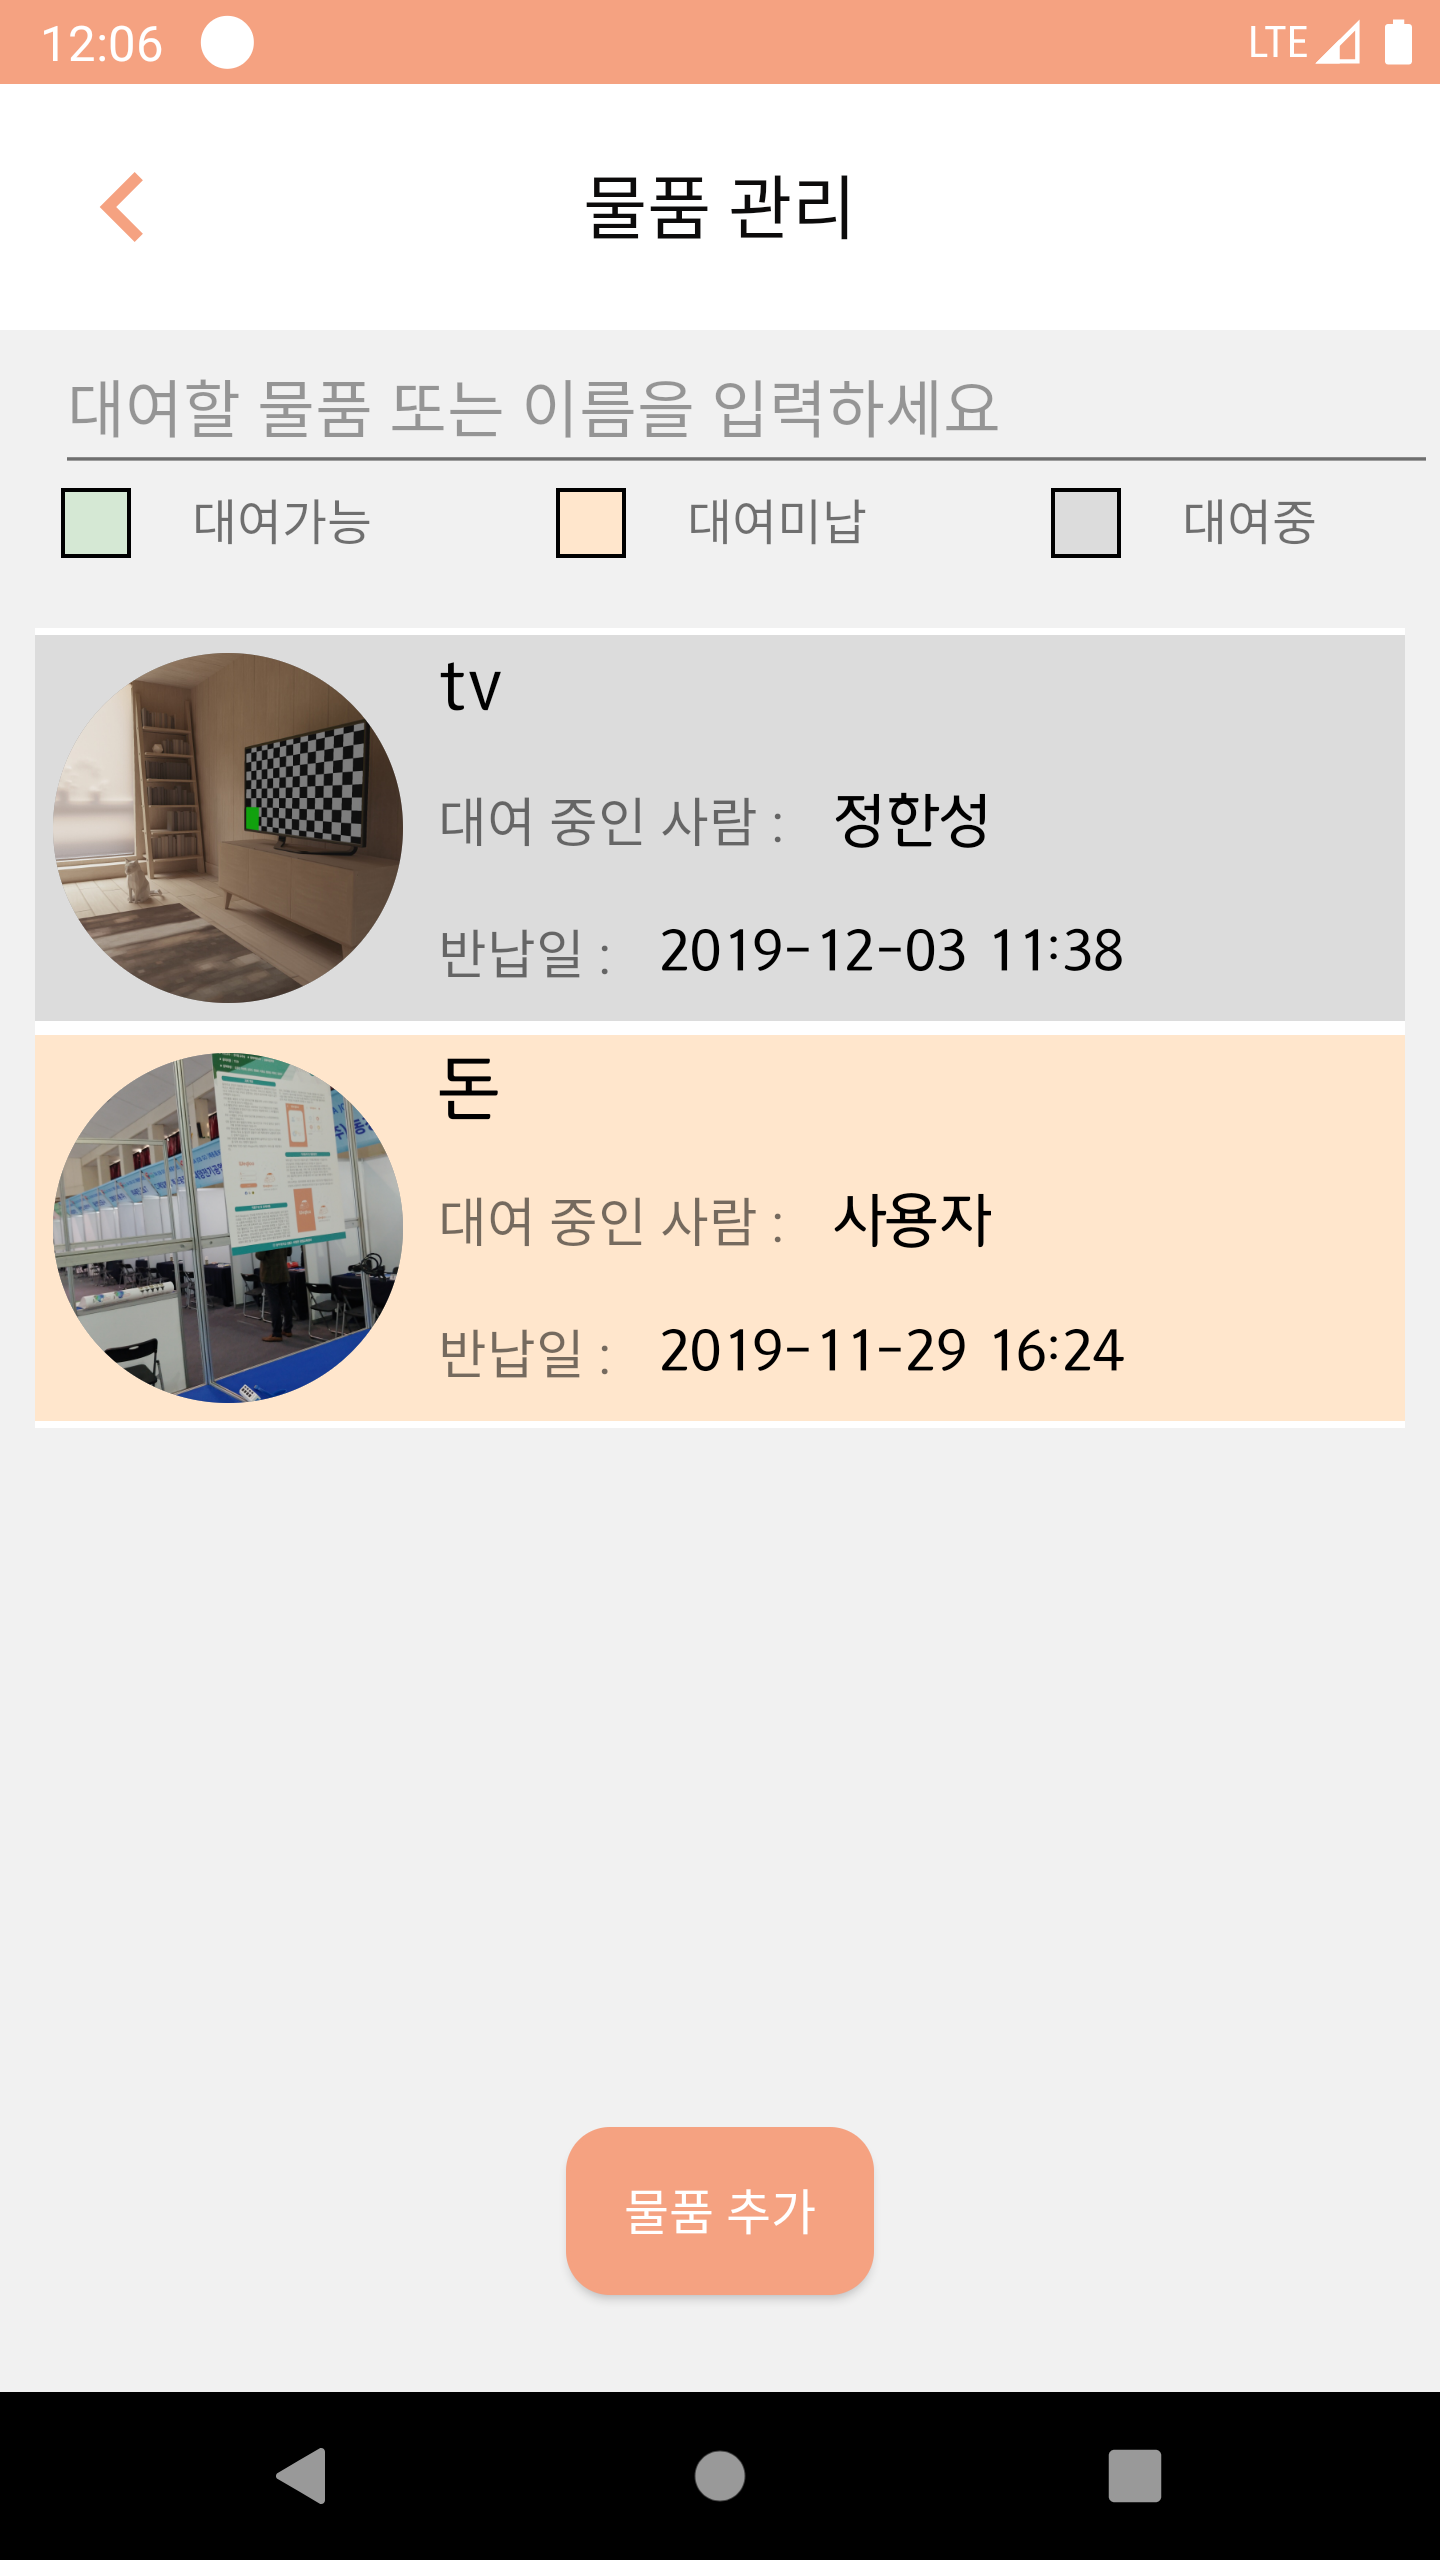 12:06 LTE
물품 관리
대여할 물품 또는 이름을 입력하세요
대여가능 대여미납 대여중
tv
대여 중인 사람 : 정한성
반납일 : 2019-12-03 11:38
돈
대여 중인 사람 : 사용자
반납일 : 2019-11-29 16:24
물품 추가